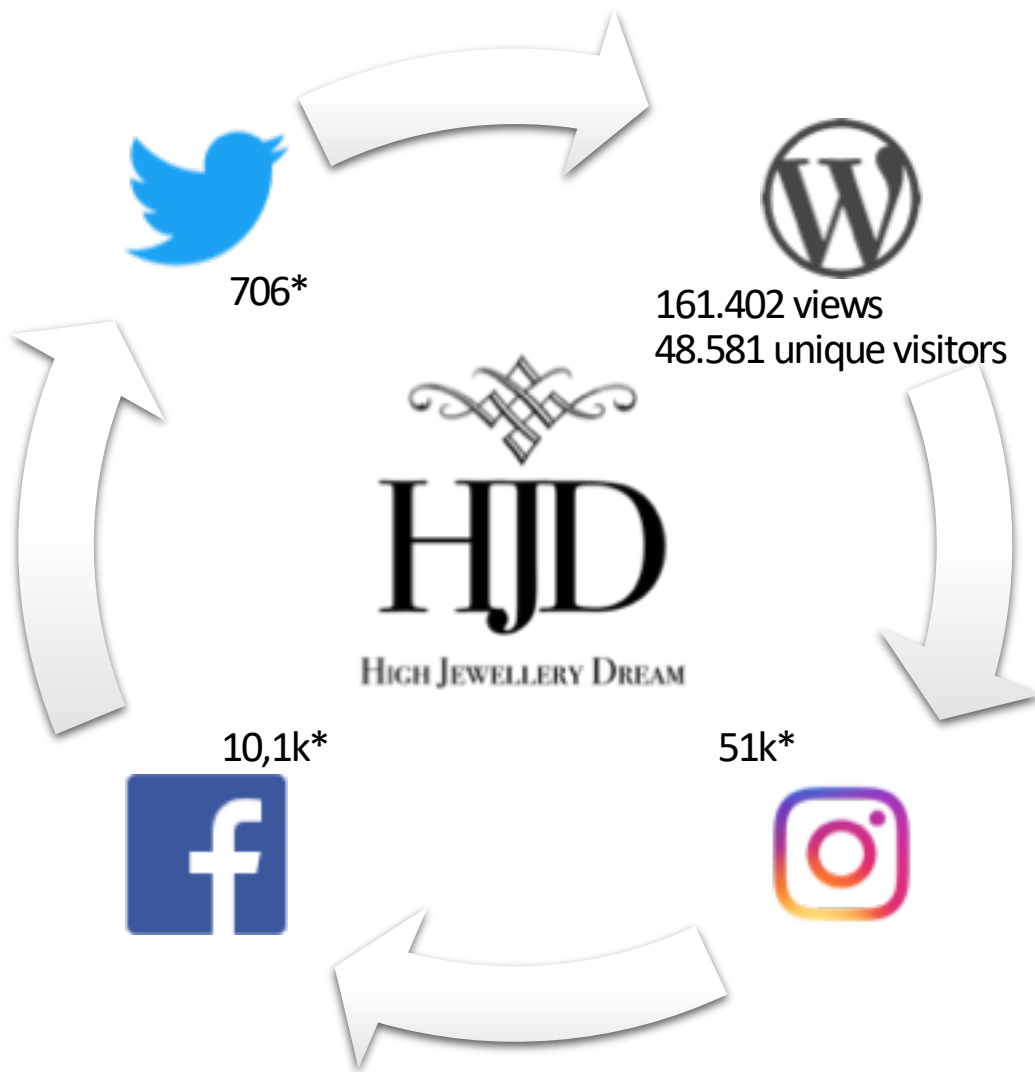 706*
161.402 views
48.581 unique visitors
HJD
HIGH JEWELLERY DREAM
10,1k*
51k*